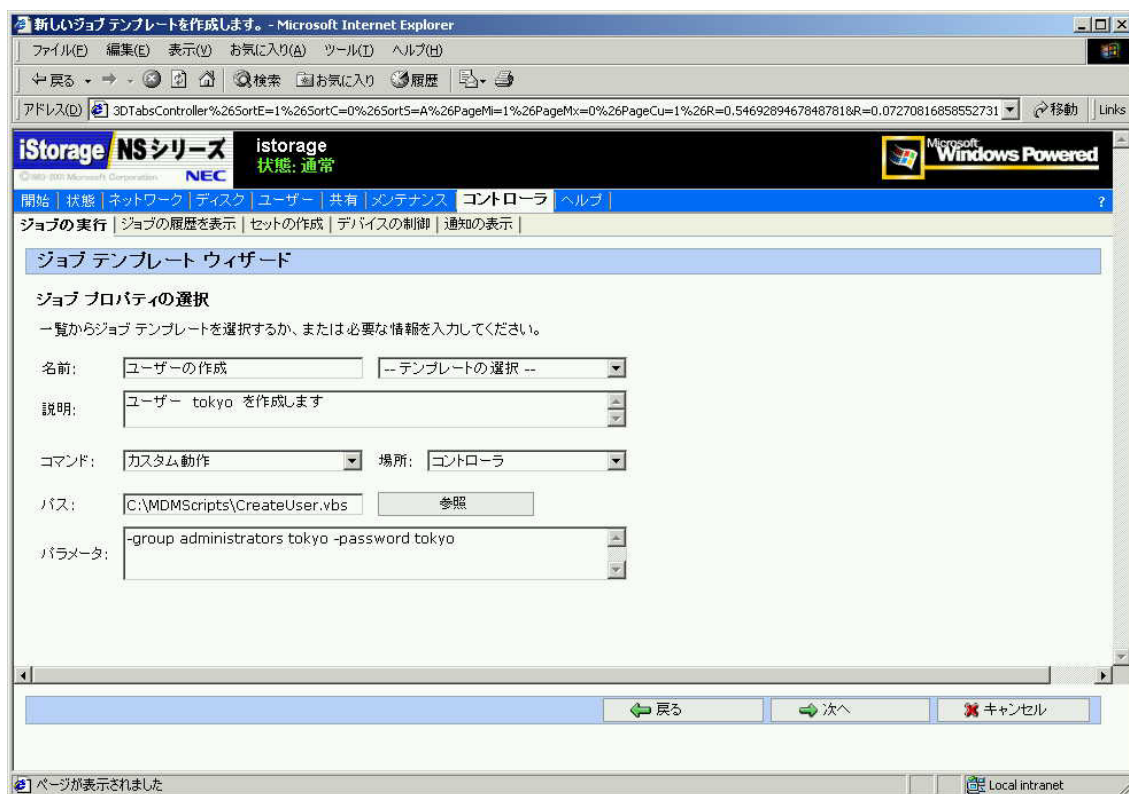 新しいジョブ テンプレートを作成します。 - Microsoft Internet Explorer
ファイル(F) 編集(E) 表示(V) お気に入り(A) ツール(T) ヘルプ(H)
戻る 検索 お気に入り 履歴
アドレス(D) 3DTabsController%26SortE=1%26SortC=0%26SortS=A%26PageMi=1%26PageMx=0%26PageCu=1%26R=0.5469289467848781&R=0.07270816858552731 移動 Links
iStorage NSシリーズ istorage Microsoft
状態: 通常 Windows Powered
©1983-2001 Microsoft Corporation NEC
開始 | 状態 | ネットワーク | ディスク | ユーザー | 共有 | メンテナンス | コントローラ | ヘルプ | ?
ジョブの実行 | ジョブの履歴を表示 | セットの作成 | デバイスの制御 | 通知の表示 |
ジョブ テンプレート ウィザード
ジョブ プロパティの選択
一覧からジョブ テンプレートを選択するか、または必要な情報を入力してください。
名前: ユーザーの作成 -- テンプレートの選択 --
説明: ユーザー tokyo を作成します
コマンド: カスタム動作 場所: コントローラ
パス: C:\MDMScripts\CreateUser.vbs 参照
パラメータ: -group administrators tokyo -password tokyo
戻る 次へ キャンセル
ページが表示されました Local intranet